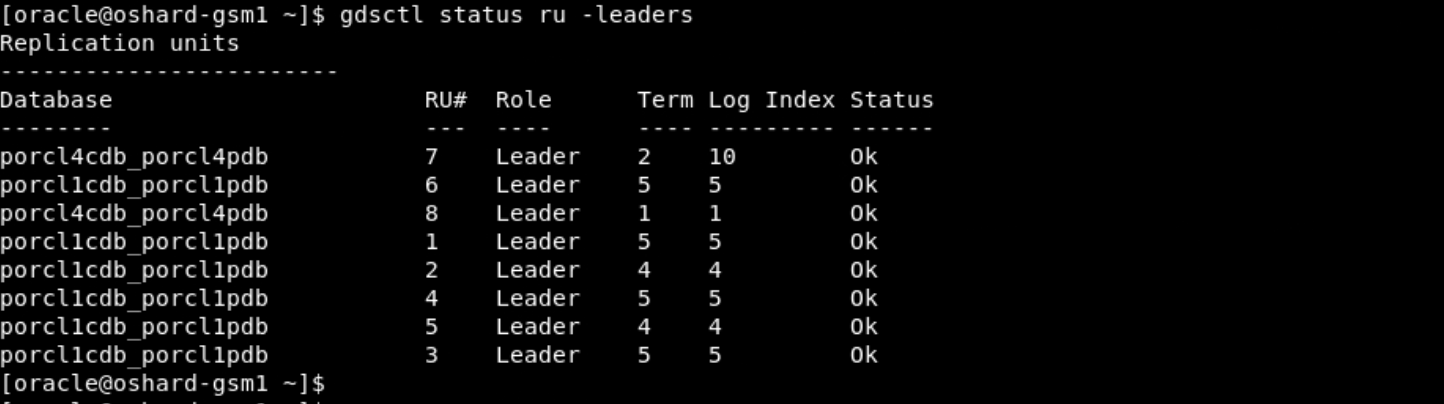 [oracle@oshard-gsm1 ~]$ gdsctl status ru -leaders
Replication units
------------------------
Database                      RU#  Role      Term Log Index Status
--------                      ---  ----      ---- --------- ------
porcl4cdb_porcl4pdb           7    Leader    2    10        Ok
porcl1cdb_porcl1pdb           6    Leader    5    5         Ok
porcl4cdb_porcl4pdb           8    Leader    1    1         Ok
porcl1cdb_porcl1pdb           1    Leader    5    5         Ok
porcl1cdb_porcl1pdb           2    Leader    4    4         Ok
porcl1cdb_porcl1pdb           4    Leader    5    5         Ok
porcl1cdb_porcl1pdb           5    Leader    4    4         Ok
porcl1cdb_porcl1pdb           3    Leader    5    5         Ok
[oracle@oshard-gsm1 ~]$